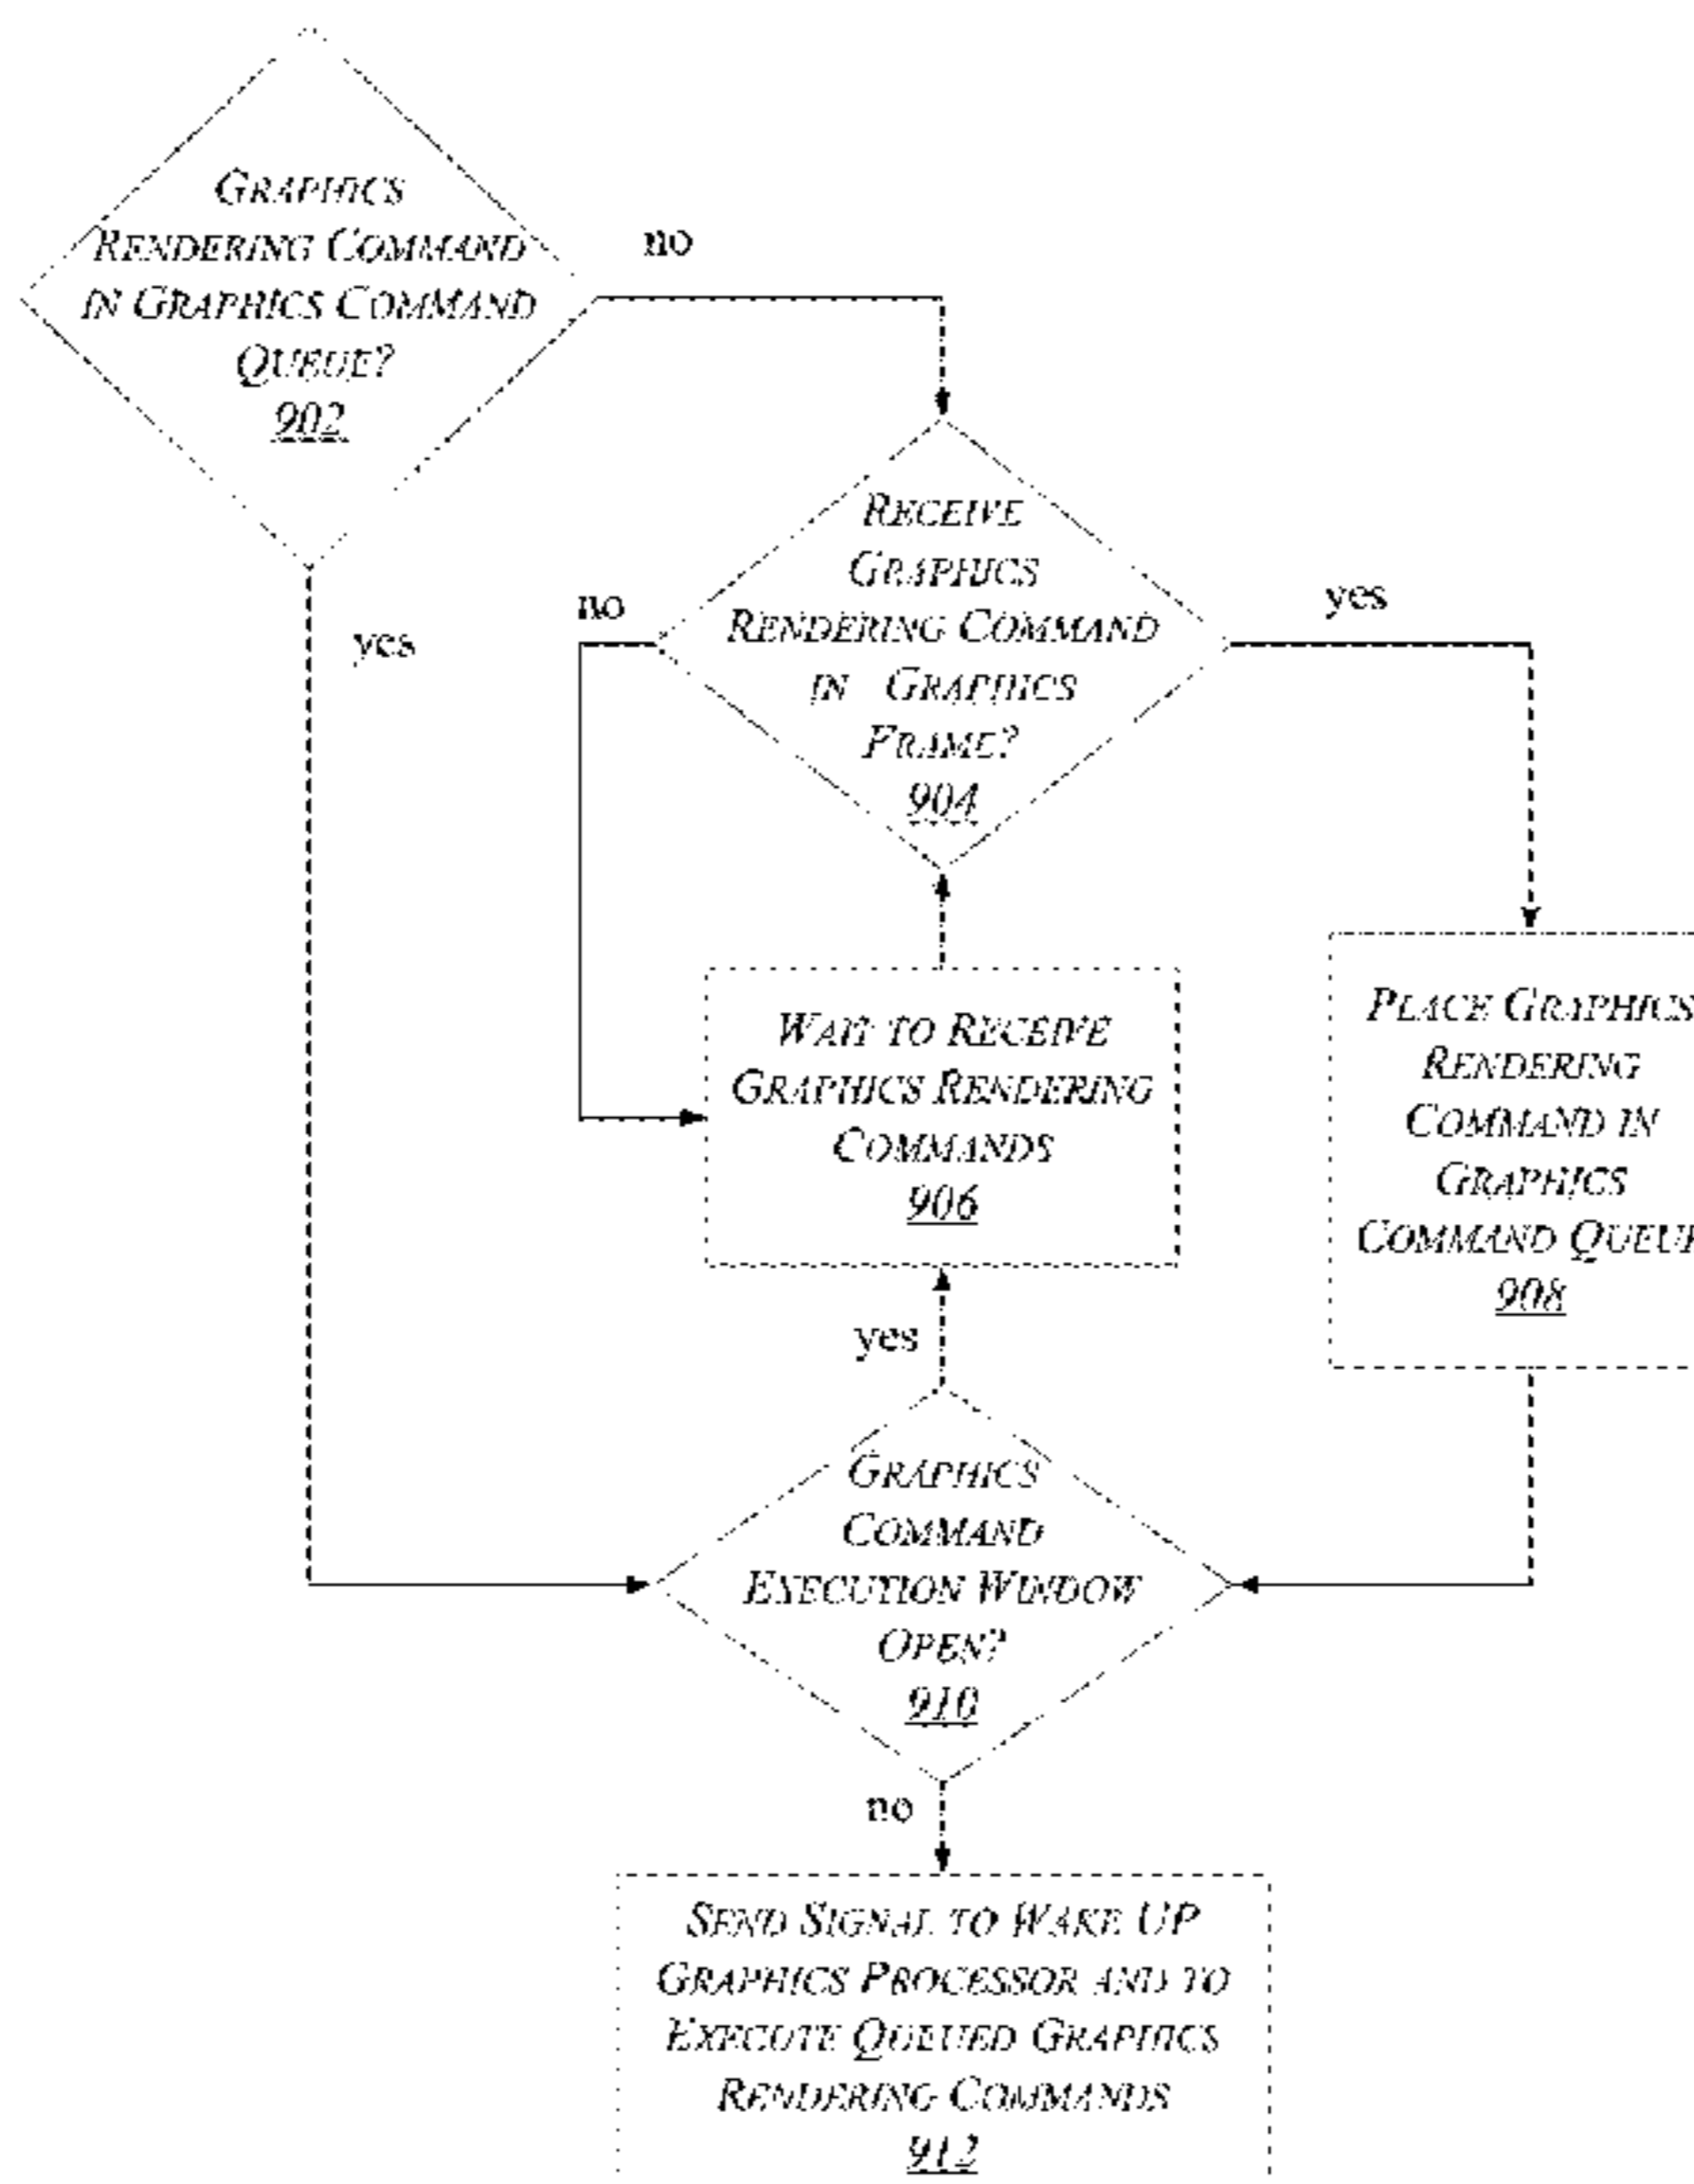 GRAPHICS
RENDERING COMMAND
IN GRAPHICS COMMAND
QUEUE?
902
no
yes
RECEIVE
GRAPHICS
RENDERING COMMAND
IN GRAPHICS
FRAME?
904
no
yes
WAIT TO RECEIVE
GRAPHICS RENDERING
COMMANDS
906
PLACE GRAPHICS
RENDERING
COMMAND IN
GRAPHICS
COMMAND QUEUE
908
yes
GRAPHICS
COMMAND
EXECUTION WINDOW
OPEN?
910
no
SEND SIGNAL TO WAKE UP
GRAPHICS PROCESSOR AND TO
EXECUTE QUEUED GRAPHICS
RENDERING COMMANDS
912